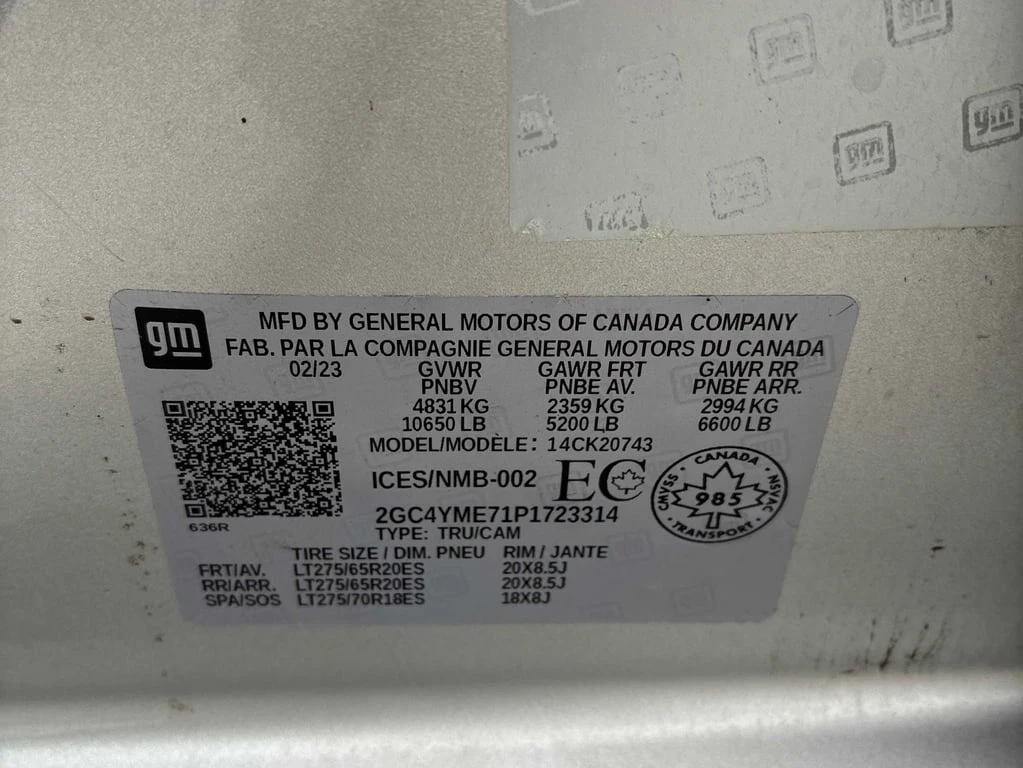 gm
gm
gm
gm
MFD BY GENERAL MOTORS OF CANADA COMPANY
FAB. PAR LA COMPAGNIE GENERAL MOTORS DU CANADA
02/23 GVWR GAWR FRT GAWR RR
PNBV PNBE AV. PNBE ARR.
4831 KG 2359 KG 2994 KG
10650 LB 5200 LB 6600 LB
MODEL/MODÈLE: 14CK20743
ICES/NMB-002 EC
CANADA
CMVSS 985 NSVAC
TRANSPORT
636R
2GC4YME71P1723314
TYPE: TRU/CAM
TIRE SIZE / DIM. PNEU RIM / JANTE
FRT/AV. LT275/65R20ES 20X8.5J
RR/ARR. LT275/65R20ES 20X8.5J
SPA/SOS LT275/70R18ES 18X8J